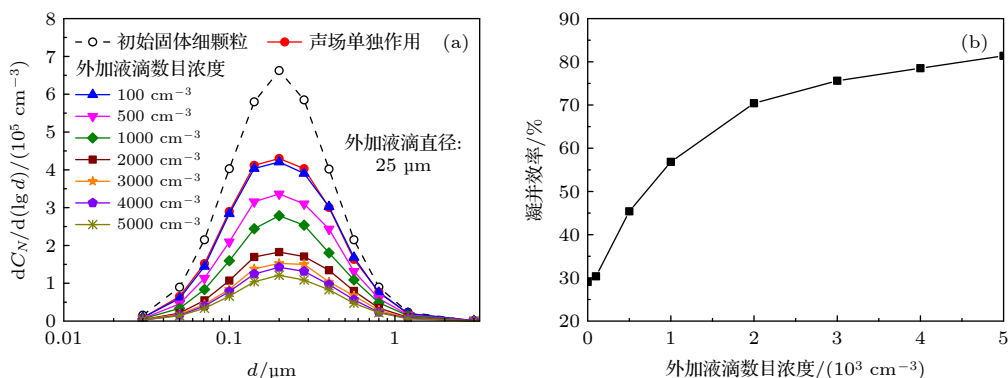 初始固体细颗粒
声场单独作用
(a)
外加液滴数目浓度
100 cm⁻³
500 cm⁻³
1000 cm⁻³
2000 cm⁻³
3000 cm⁻³
4000 cm⁻³
5000 cm⁻³
外加液滴直径:
25 µm
dC_N/d(lg d)/(10⁵ cm⁻³)
8
7
6
5
4
3
2
1
0
0.01
0.1
1
d/µm
(b)
凝并效率/%
90
80
70
60
50
40
30
20
0
1
2
3
4
5
外加液滴数目浓度/(10³ cm⁻³)